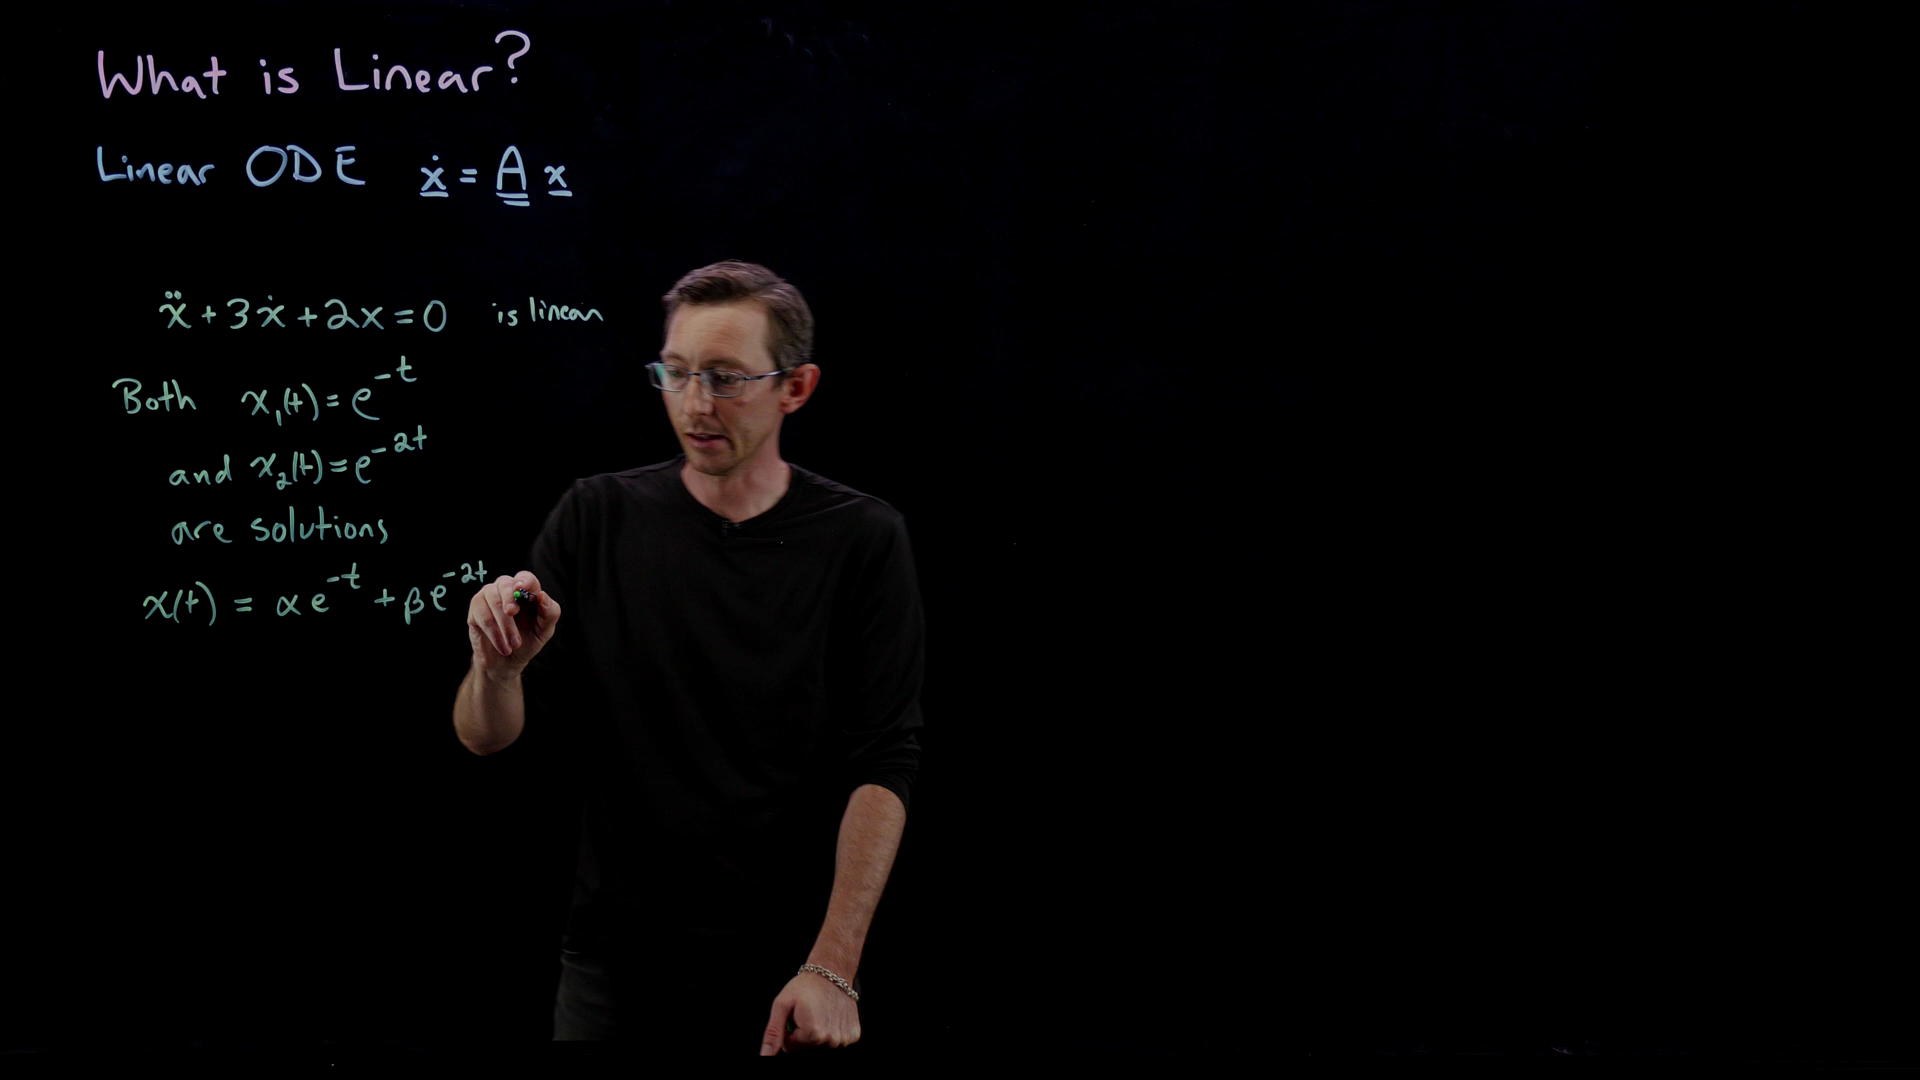 What is Linear?
Linear ODE ẋ = A x
ẍ + 3ẋ + 2x = 0 is linear
Both x₁(t) = e^{-t}
and x₂(t) = e^{-2t}
are solutions
x(t) = α e^{-t} + β e^{-2t}